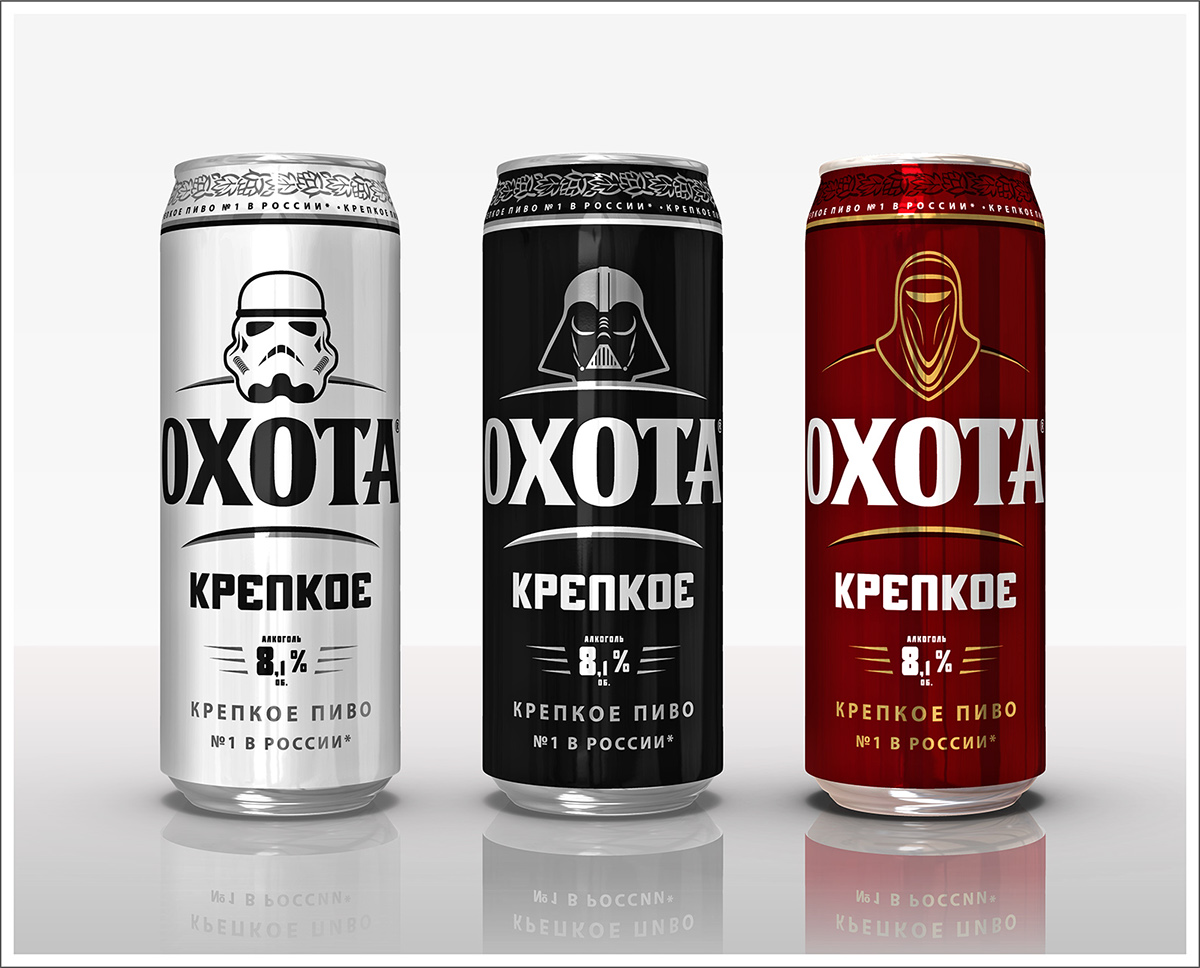 КРЕПКОЕ ПИВО №1 В РОССИИ* •КРЕПКОЕ
ОХОТА®
КРЕПКОЕ
АЛКОГОЛЬ
8,1%
ОБ.
КРЕПКОЕ ПИВО
№1 В РОССИИ*
КРЕПКОЕ ПИВО №1 В РОССИИ* •КРЕПКОЕ
ОХОТА®
КРЕПКОЕ
АЛКОГОЛЬ
8,1%
ОБ.
КРЕПКОЕ ПИВО
№1 В РОССИИ*
КРЕПКОЕ ПИВО №1 В РОССИИ* •КРЕПКОЕ
ОХОТА®
КРЕПКОЕ
АЛКОГОЛЬ
8,1%
ОБ.
КРЕПКОЕ ПИВО
№1 В РОССИИ*